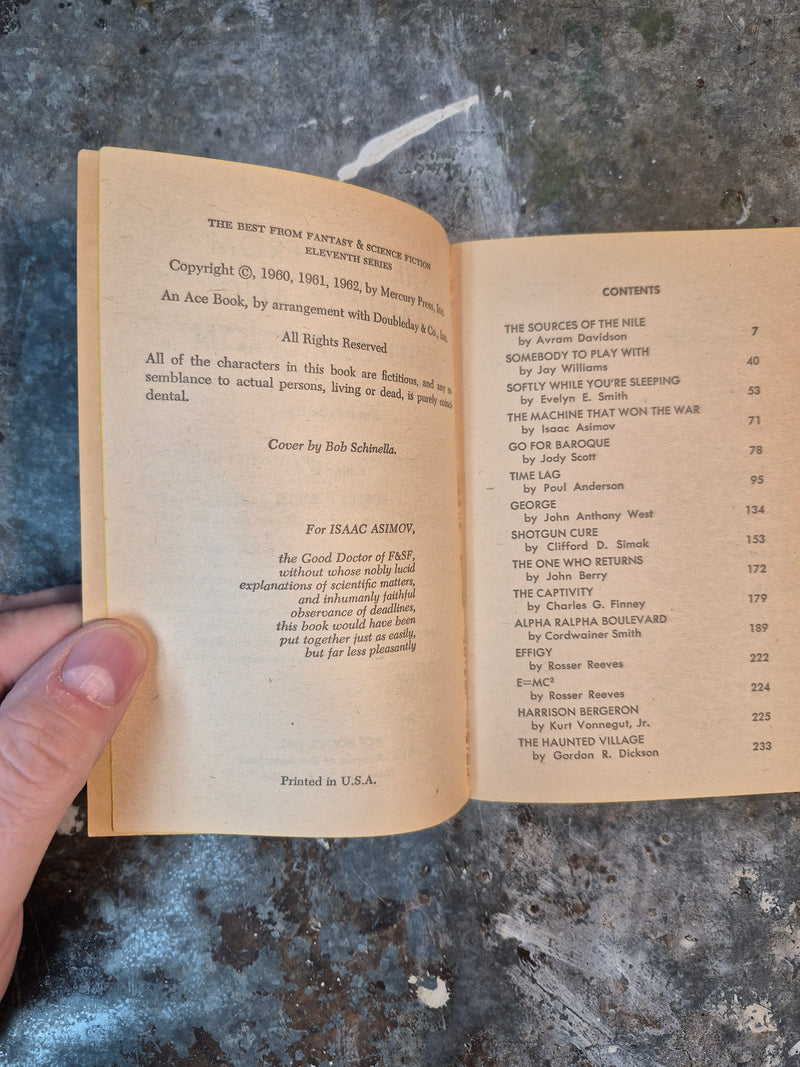 THE BEST FROM FANTASY & SCIENCE FICTION
ELEVENTH SERIES
Copyright ©, 1960, 1961, 1962, by Mercury Press, Inc.
An Ace Book, by arrangement with Doubleday & Co., Inc.
All Rights Reserved
All of the characters in this book are fictitious, and any re-
semblance to actual persons, living or dead, is purely coinci-
dental.
Cover by Bob Schinella.
For ISAAC ASIMOV,
the Good Doctor of F&SF,
without whose nobly lucid
explanations of scientific matters,
and inhumanly faithful
observance of deadlines,
this book would have been
put together just as easily,
but far less pleasantly
Printed in U.S.A.
CONTENTS
THE SOURCES OF THE NILE
by Avram Davidson 7
SOMEBODY TO PLAY WITH
by Jay Williams 40
SOFTLY WHILE YOU'RE SLEEPING
by Evelyn E. Smith 53
THE MACHINE THAT WON THE WAR
by Isaac Asimov 71
GO FOR BAROQUE
by Jody Scott 78
TIME LAG
by Poul Anderson 95
GEORGE
by John Anthony West 134
SHOTGUN CURE
by Clifford D. Simak 153
THE ONE WHO RETURNS
by John Berry 172
THE CAPTIVITY
by Charles G. Finney 179
ALPHA RALPHA BOULEVARD
by Cordwainer Smith 189
EFFIGY
by Rosser Reeves 222
E=MC²
by Rosser Reeves 224
HARRISON BERGERON
by Kurt Vonnegut, Jr. 225
THE HAUNTED VILLAGE
by Gordon R. Dickson 233